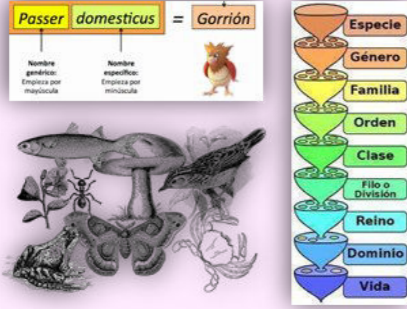 Passer domesticus = Gorrión
Nombre
genérico:
Empieza por
mayúscula
Nombre
específico:
Empieza por
minúscula
Especie
Género
Familia
Orden
Clase
Filo o
División
Reino
Dominio
Vida